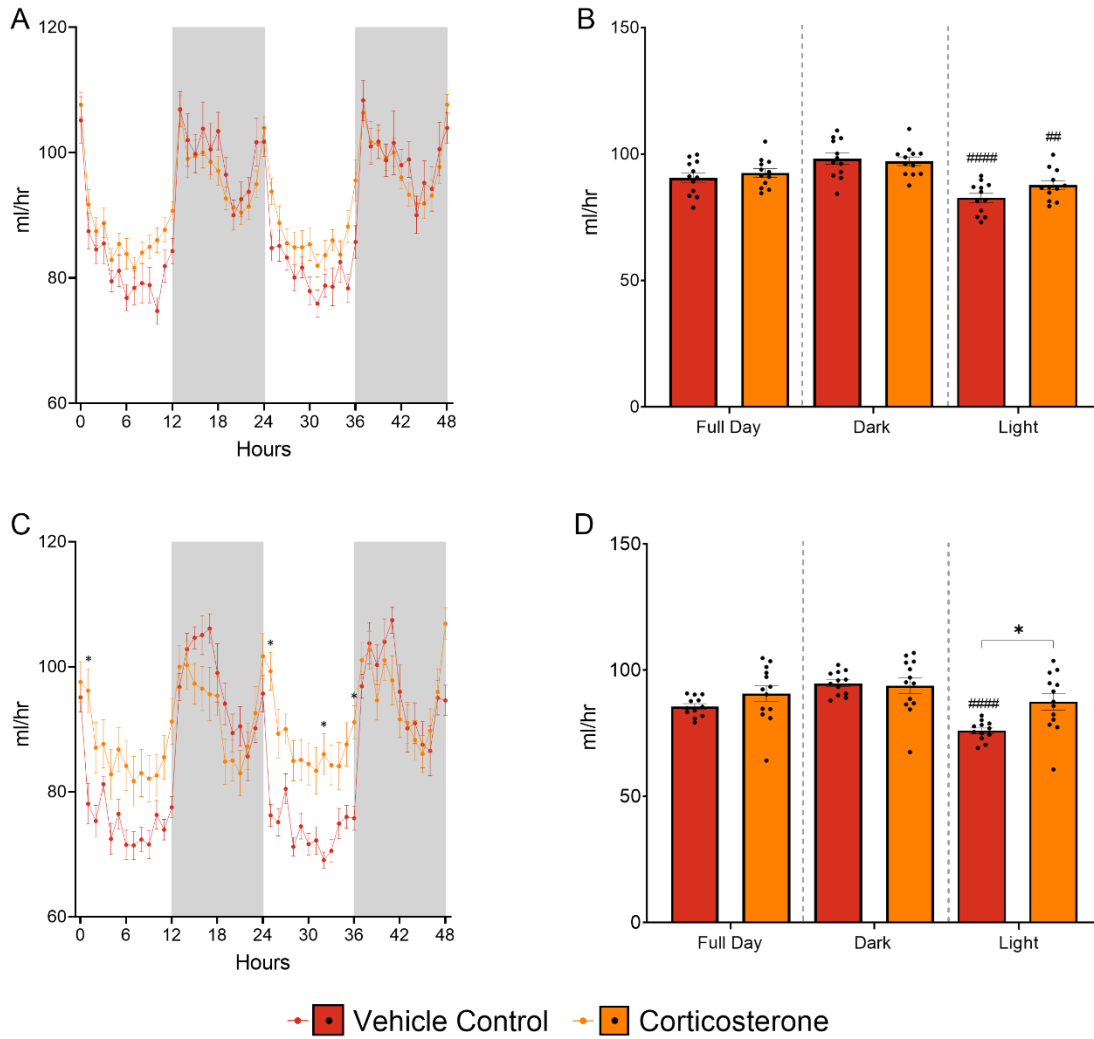 A
120
100
80
60
ml/hr
0 6 12 18 24 30 36 42 48
Hours
B
150
100
50
0
ml/hr
####
##
Full Day Dark Light
C
120
100
80
60
ml/hr
* * * *
0 6 12 18 24 30 36 42 48
Hours
D
150
100
50
0
ml/hr
*
####
Full Day Dark Light
Vehicle Control Corticosterone